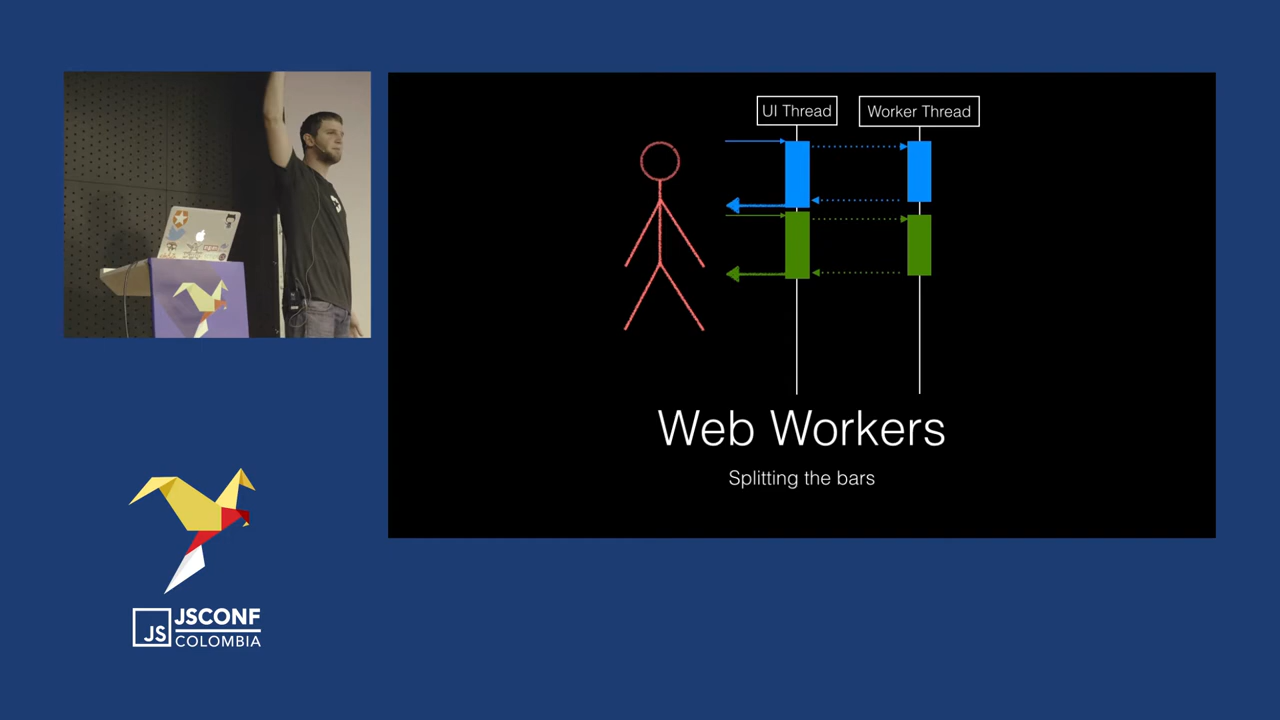 UI Thread
Worker Thread
Web Workers
Splitting the bars
JS
JSCONF
COLOMBIA